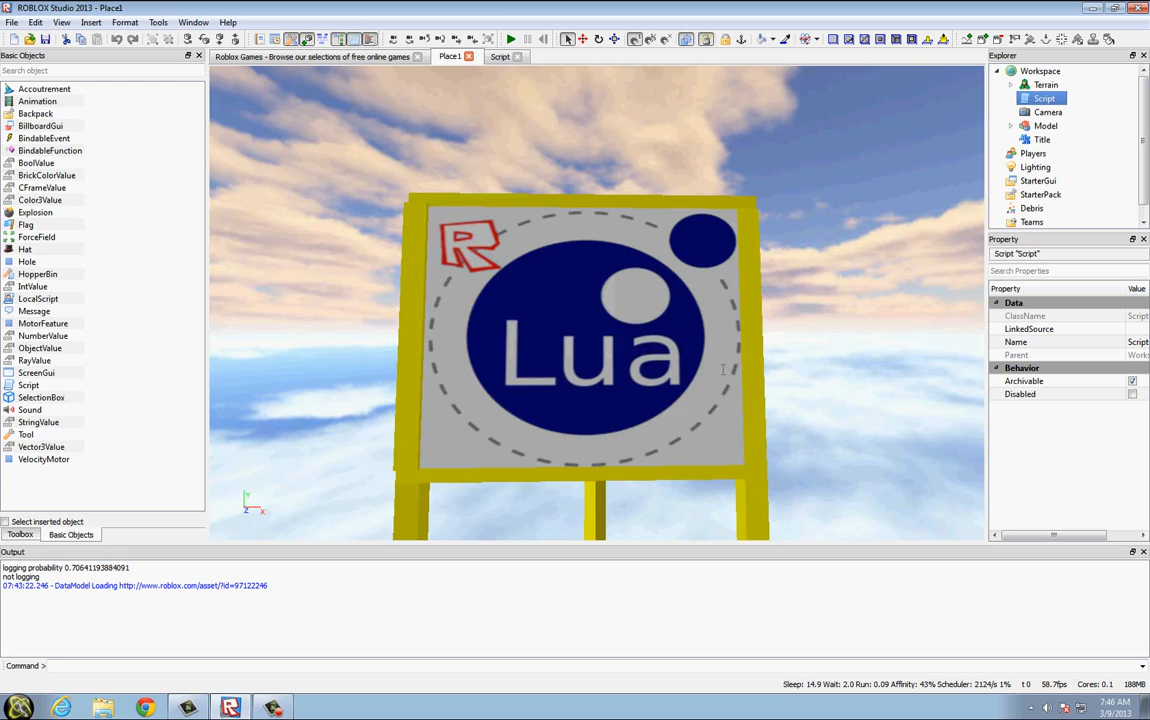 ROBLOX Studio 2013 - Place1
File Edit View Insert Format Tools Window Help
Basic Objects
Search object
Accoutrement
Animation
Backpack
BillboardGui
BindableEvent
BindableFunction
BoolValue
BrickColorValue
CFrameValue
Color3Value
Explosion
Flag
ForceField
Hat
Hole
HopperBin
IntValue
LocalScript
Message
MotorFeature
NumberValue
ObjectValue
RayValue
ScreenGui
Script
SelectionBox
Sound
StringValue
Tool
Vector3Value
VelocityMotor
Select inserted object
Toolbox Basic Objects
Roblox Games - Browse our selections of free online games Place1 Script
R
Lua
Y
X
Z
Explorer
Workspace
Terrain
Script
Camera
Model
Title
Players
Lighting
StarterGui
StarterPack
Debris
Teams
Property
Script "Script"
Search Properties
Property Value
Data
ClassName Script
LinkedSource
Name Script
Parent Works
Behavior
Archivable
Disabled
Output
logging probability 0.70641193884091
not logging
07:43:22.246 - DataModel Loading http://www.roblox.com/asset/?id=97122246
Command >
Sleep: 14.9 Wait: 2.0 Run: 0.09 Affinity: 43% Scheduler: 2124/s 1% t 0 58.7fps Cores: 0.1 188MB
7:46 AM
3/9/2013